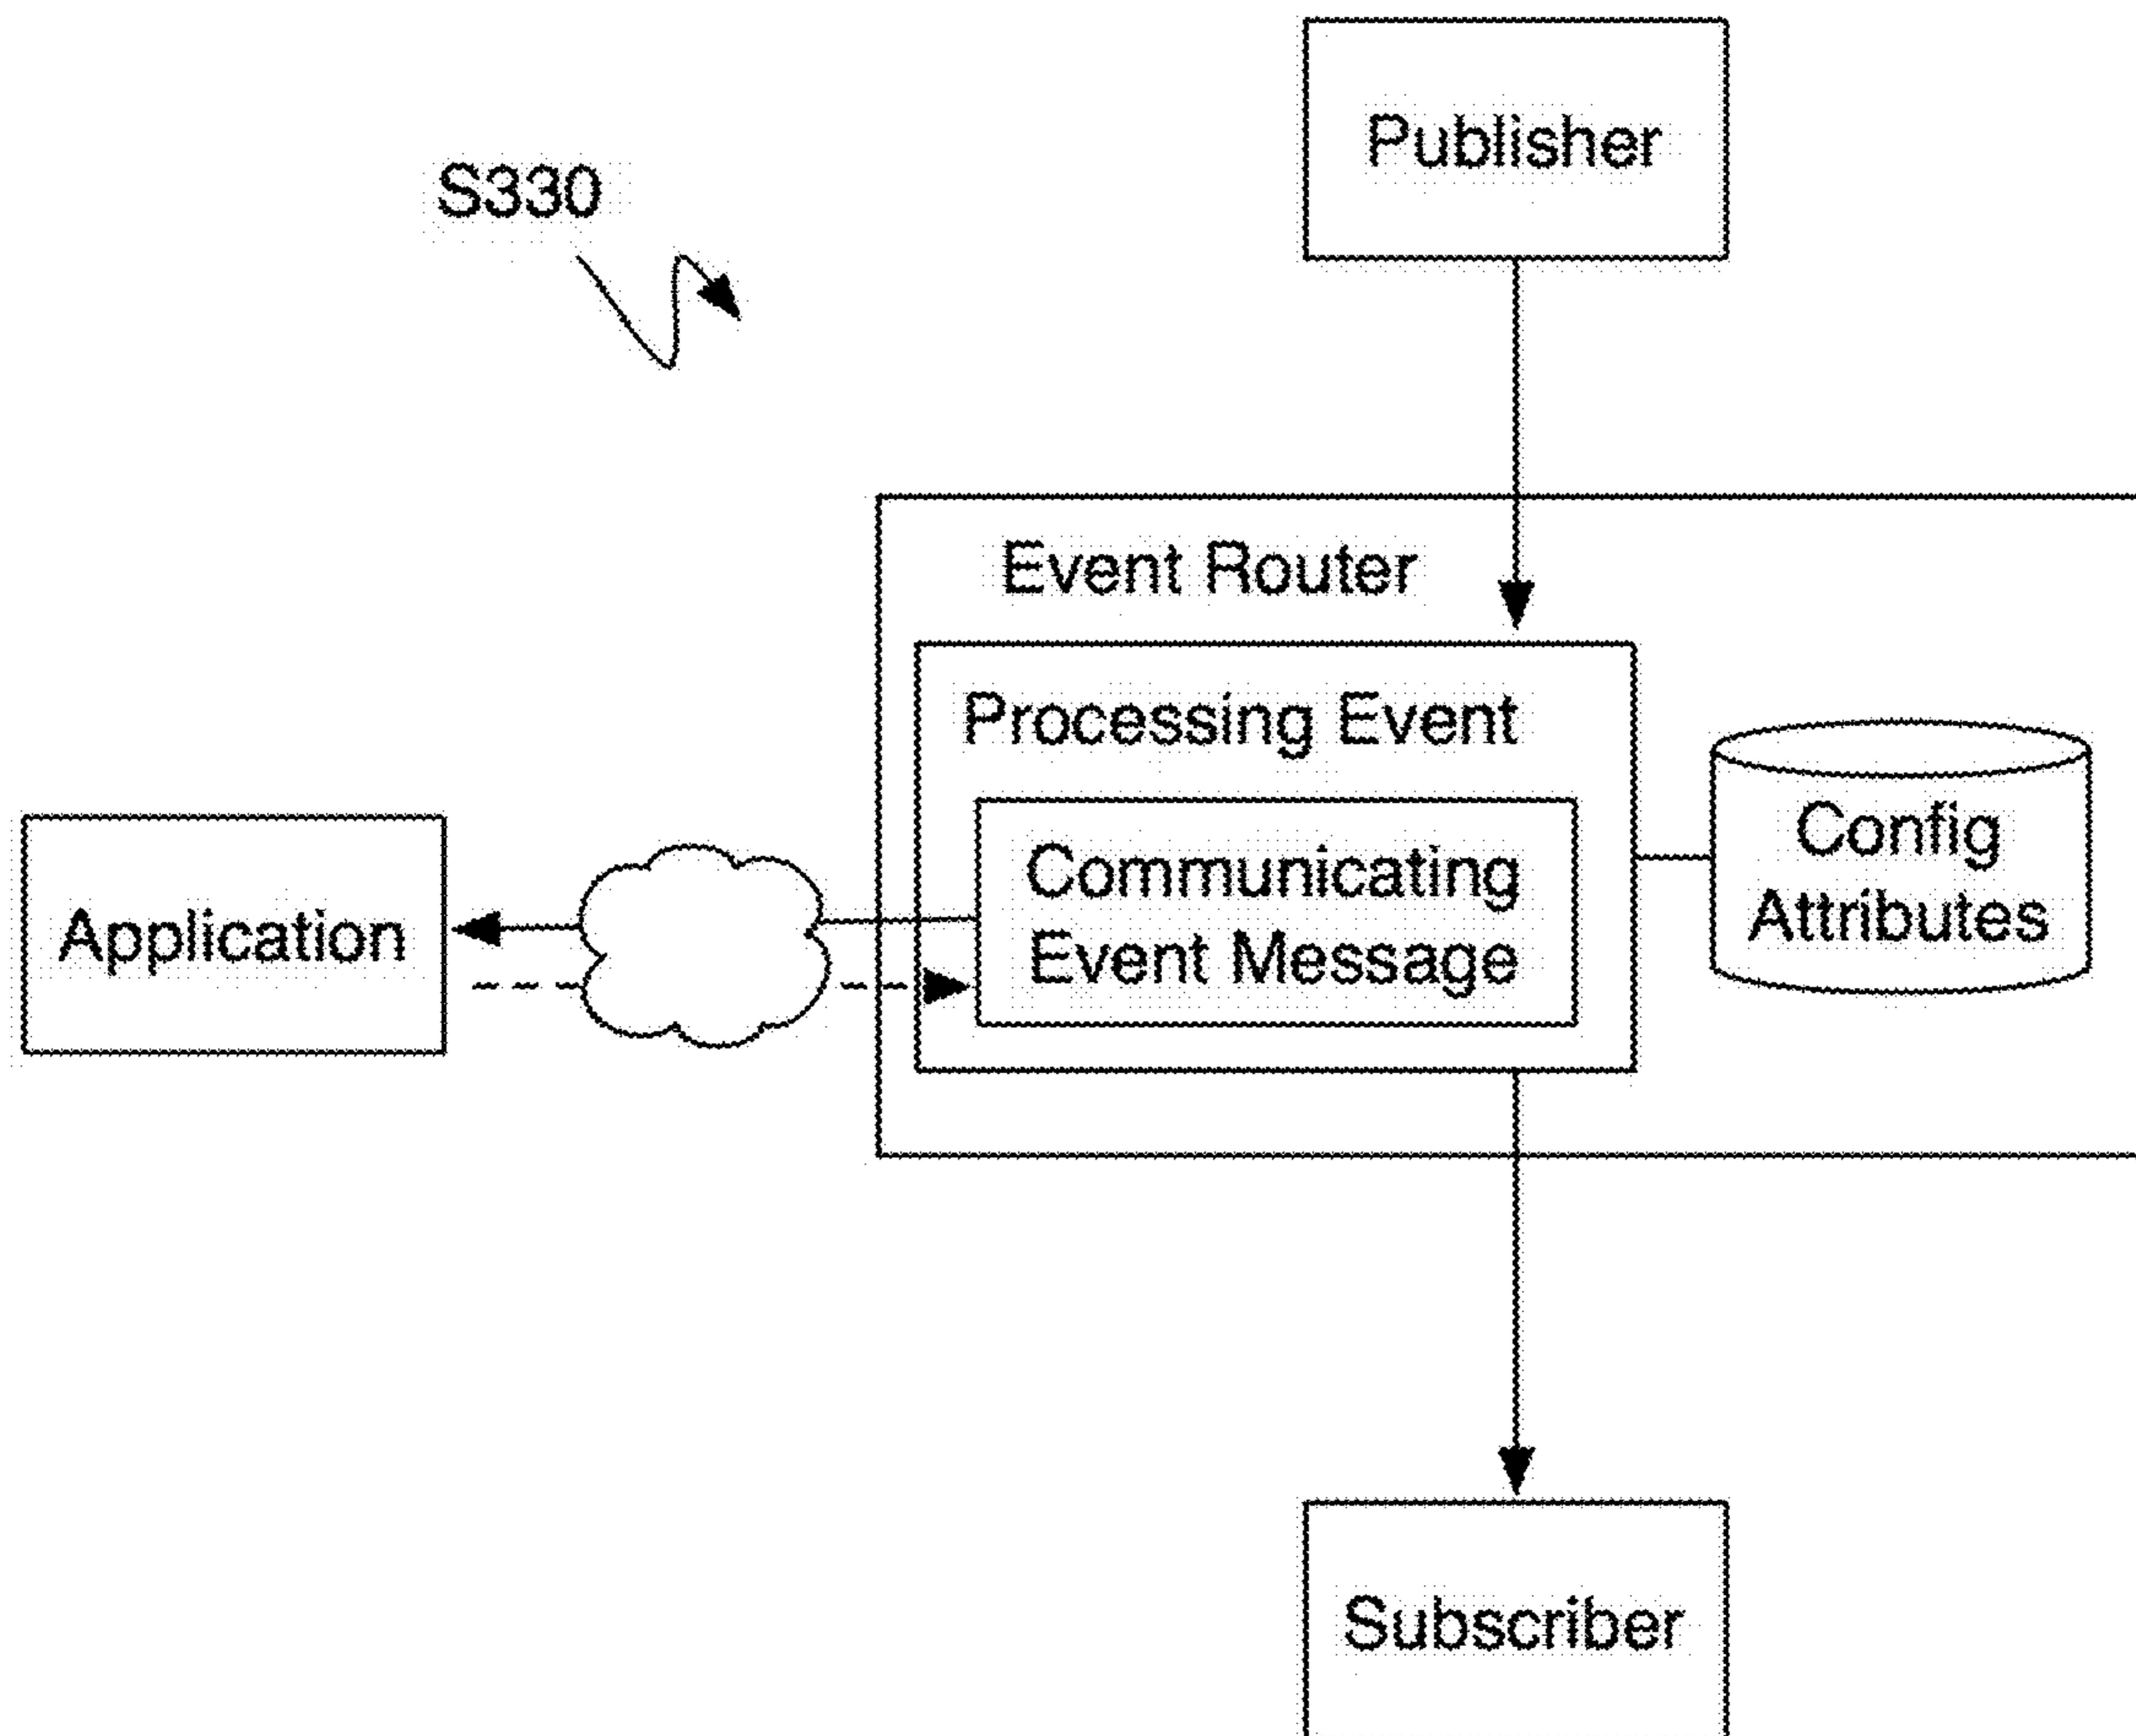 Publisher
S330
Event Router
Processing Event
Communicating
Event Message
Config
Attributes
Application
Subscriber